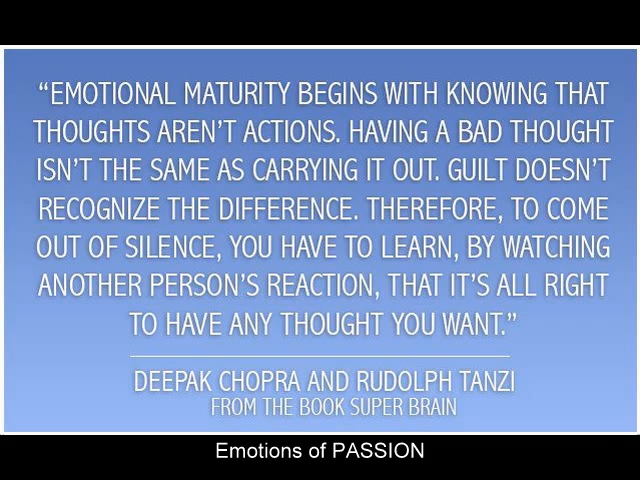 “EMOTIONAL MATURITY BEGINS WITH KNOWING THAT
THOUGHTS AREN’T ACTIONS. HAVING A BAD THOUGHT
ISN’T THE SAME AS CARRYING IT OUT. GUILT DOESN’T
RECOGNIZE THE DIFFERENCE. THEREFORE, TO COME
OUT OF SILENCE, YOU HAVE TO LEARN, BY WATCHING
ANOTHER PERSON’S REACTION, THAT IT’S ALL RIGHT
TO HAVE ANY THOUGHT YOU WANT.”
DEEPAK CHOPRA AND RUDOLPH TANZI
FROM THE BOOK SUPER BRAIN
Emotions of PASSION